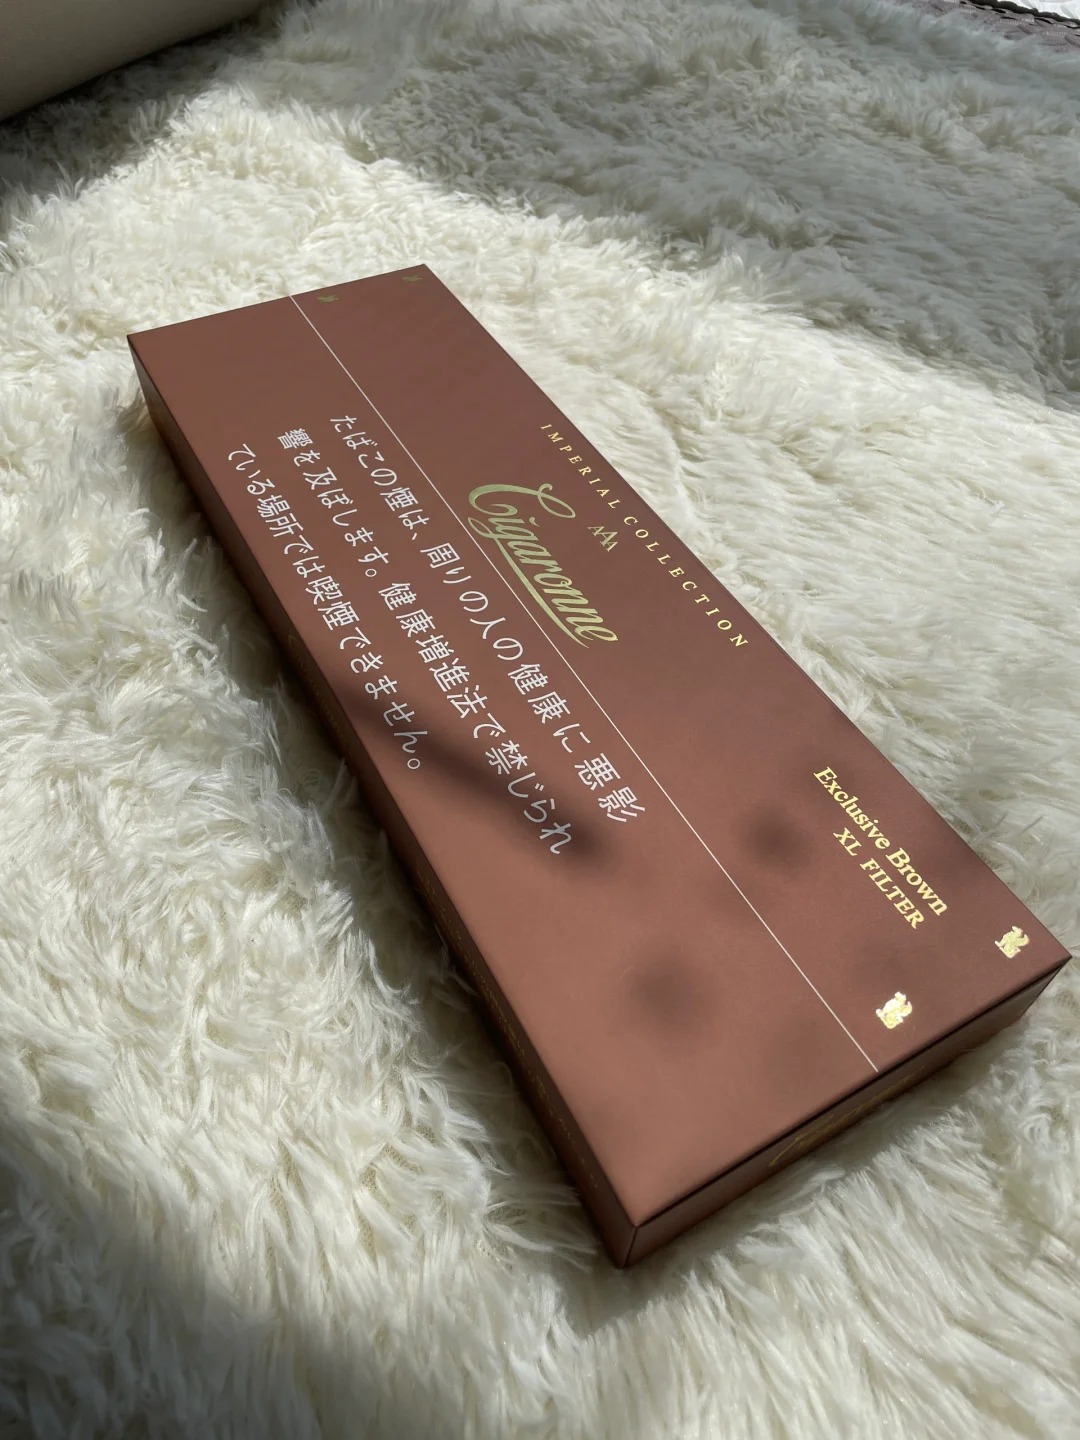 IMPERIAL COLLECTION
Cigaronne
Exclusive Brown
XL FILTER
たばこの煙は、周りの人の健康に悪影
響を及ぼします。健康増進法で禁じられ
ている場所では喫煙できません。